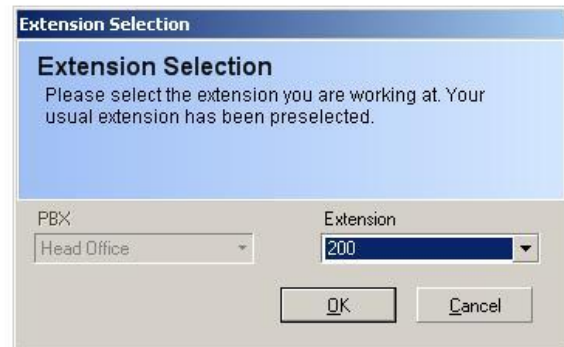 Extension Selection
Extension Selection
Please select the extension you are working at. Your
usual extension has been preselected.
PBX
Extension
Head Office
200
OK
Cancel